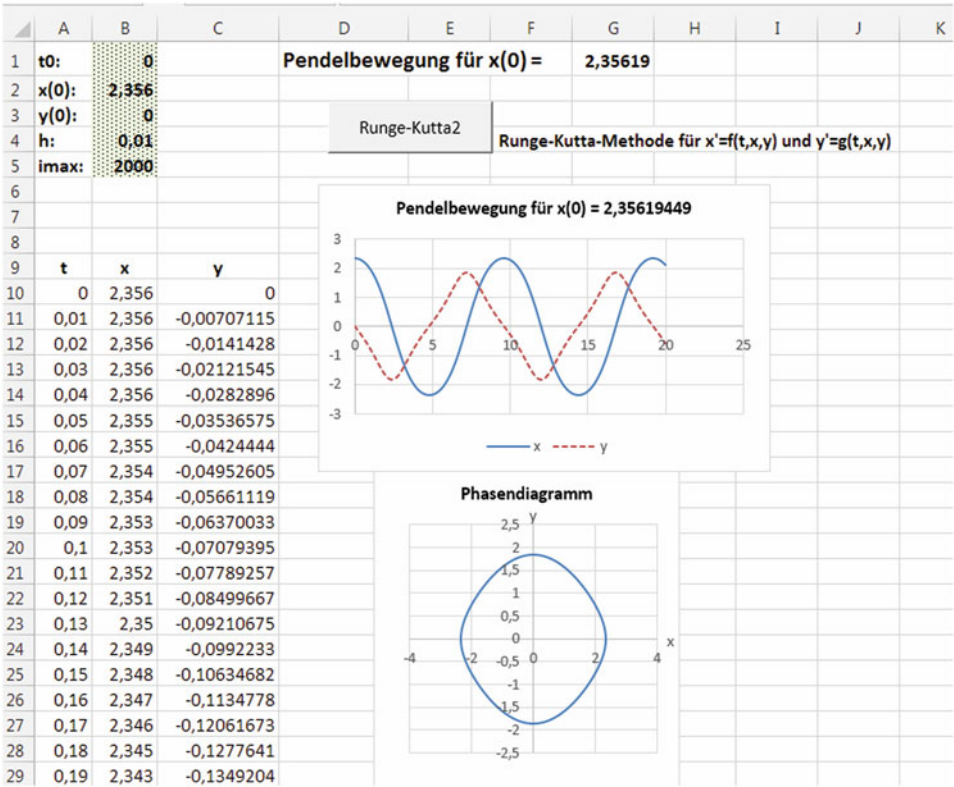 A B C D E F G H I J K
1 t0: 0 Pendelbewegung für x(0) = 2,35619
2 x(0): 2,356
3 y(0): 0
Runge-Kutta2
4 h: 0,01 Runge-Kutta-Methode für x'=f(t,x,y) und y'=g(t,x,y)
5 imax: 2000
6
7
8
9 t x y
10 0 2,356 0
11 0,01 2,356 -0,00707115
12 0,02 2,356 -0,0141428
13 0,03 2,356 -0,02121545
14 0,04 2,356 -0,0282896
15 0,05 2,355 -0,03536575
16 0,06 2,355 -0,0424444
17 0,07 2,354 -0,04952605
18 0,08 2,354 -0,05661119
19 0,09 2,353 -0,06370033
20 0,1 2,353 -0,07079395
21 0,11 2,352 -0,07789257
22 0,12 2,351 -0,08499667
23 0,13 2,35 -0,09210675
24 0,14 2,349 -0,0992233
25 0,15 2,348 -0,10634682
26 0,16 2,347 -0,1134778
27 0,17 2,346 -0,12061673
28 0,18 2,345 -0,1277641
29 0,19 2,343 -0,1349204
Pendelbewegung für x(0) = 2,35619449
3
2
1
0
-1
-2
-3
0 5 10 15 20 25
x y
Phasendiagramm
y
2,5
2
1,5
1
0,5
0
-0,5
-1
-1,5
-2
-2,5
-4 -2 0 2 4
x